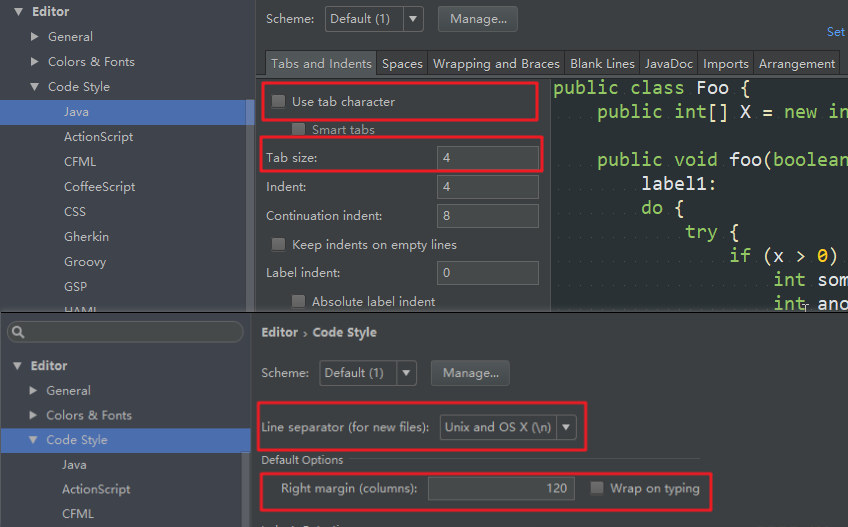 Editor
General
Colors & Fonts
Code Style
Java
ActionScript
CFML
CoffeeScript
CSS
Gherkin
Groovy
GSP
HAML
Scheme: Default (1) Manage...
Set
Tabs and Indents Spaces Wrapping and Braces Blank Lines JavaDoc Imports Arrangement
Use tab character
Smart tabs
Tab size: 4
Indent: 4
Continuation indent: 8
Keep indents on empty lines
Label indent: 0
Absolute label indent
public class Foo {
public int[] X = new in
public void foo(boolean
label1:
do {
try {
if (x > 0)
int som
int ano
Editor
General
Colors & Fonts
Code Style
Java
ActionScript
CFML
Editor › Code Style
Scheme: Default (1) Manage...
Line separator (for new files): Unix and OS X (\n)
Default Options
Right margin (columns): 120 Wrap on typing